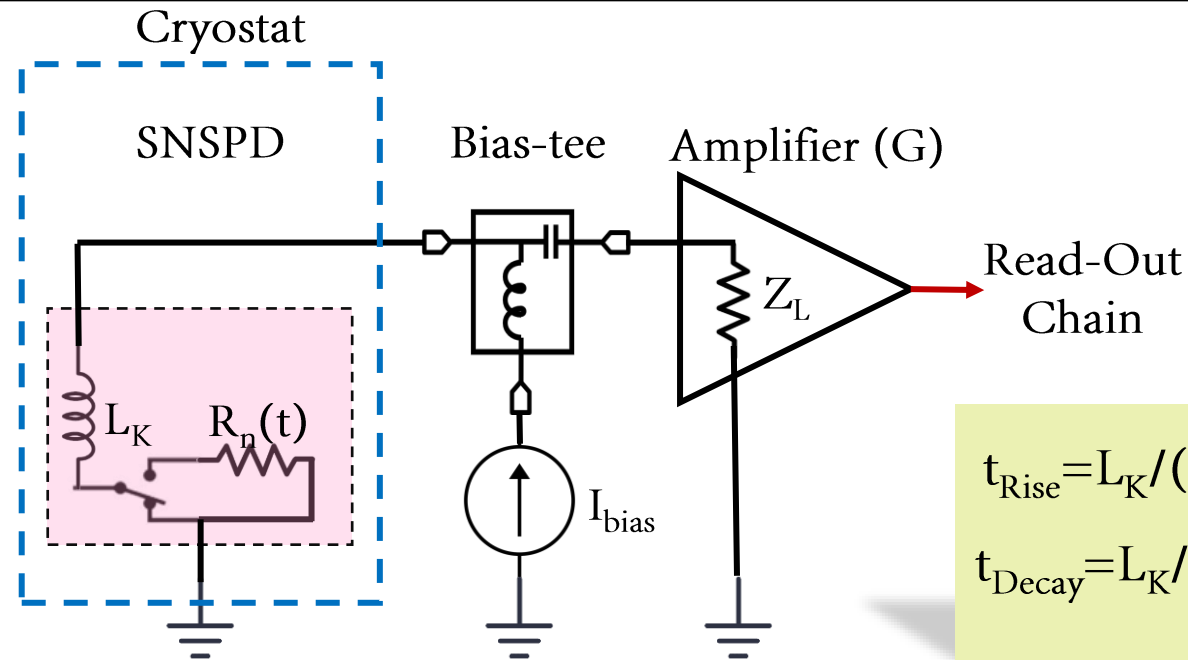 Cryostat
SNSPD
Bias-tee
Amplifier (G)
Read-Out
Chain
Z_L
L_K
R_n(t)
I_bias
t_Rise=L_K/(
t_Decay=L_K/